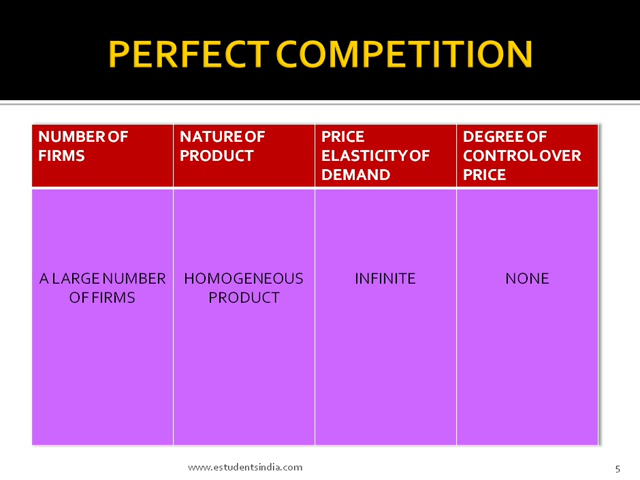 PERFECT COMPETITION
NUMBER OF
FIRMS
NATURE OF
PRODUCT
PRICE
ELASTICITY OF
DEMAND
DEGREE OF
CONTROL OVER
PRICE
A LARGE NUMBER
OF FIRMS
HOMOGENEOUS
PRODUCT
INFINITE
NONE
www.estudentsindia.com
5